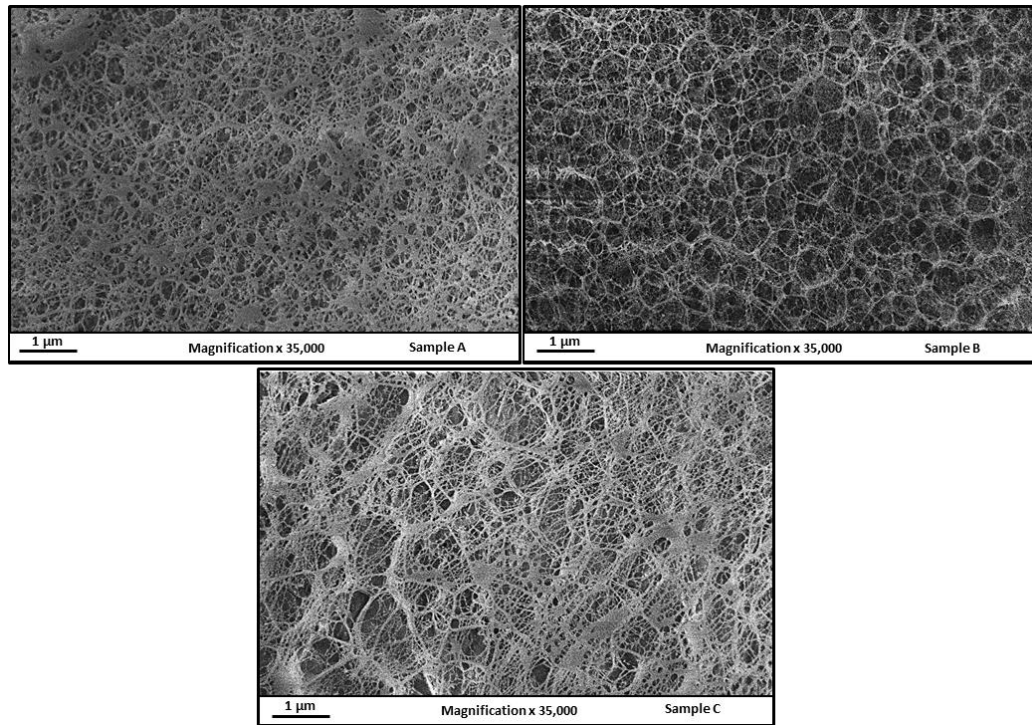 1 µm Magnification x 35,000 Sample A
1 µm Magnification x 35,000 Sample B
1 µm Magnification x 35,000 Sample C